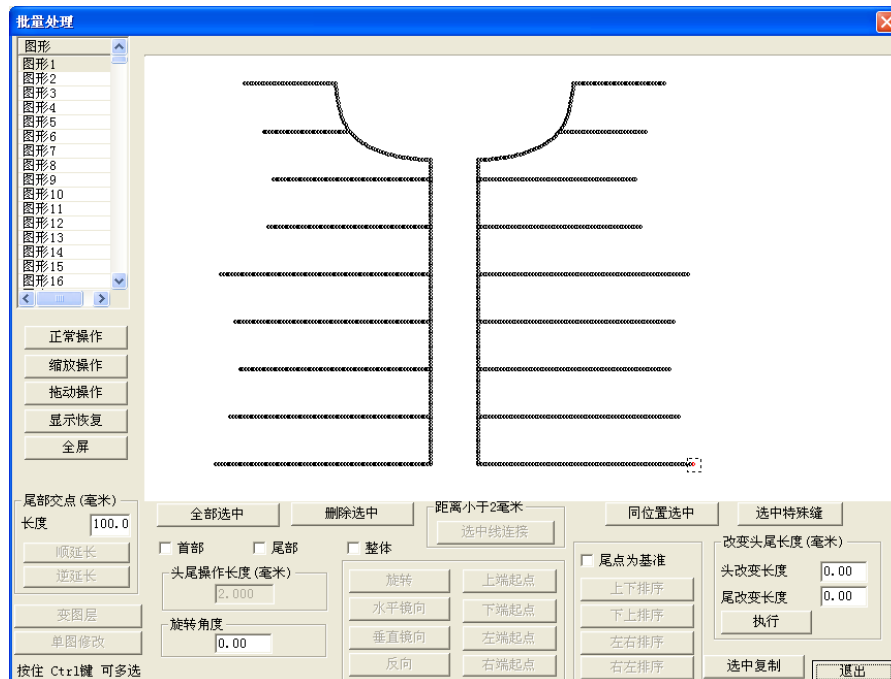 批量处理
图形
图形1
图形2
图形3
图形4
图形5
图形6
图形7
图形8
图形9
图形10
图形11
图形12
图形13
图形14
图形15
图形16
正常操作
缩放操作
拖动操作
显示恢复
全屏
尾部交点(毫米)
长度 100.0
顺延长
逆延长
变图层
单图修改
按住 Ctrl键 可多选
全部选中
删除选中
距离小于2毫米
选中线连接
同位置选中
选中特殊缝
首部
尾部
整体
头尾操作长度(毫米)
2.000
旋转角度
0.00
旋转
上端起点
水平镜向
下端起点
垂直镜向
左端起点
反向
右端起点
尾点为基准
上下排序
下上排序
左右排序
右左排序
改变头尾长度(毫米)
头改变长度 0.00
尾改变长度 0.00
执行
选中复制
退出